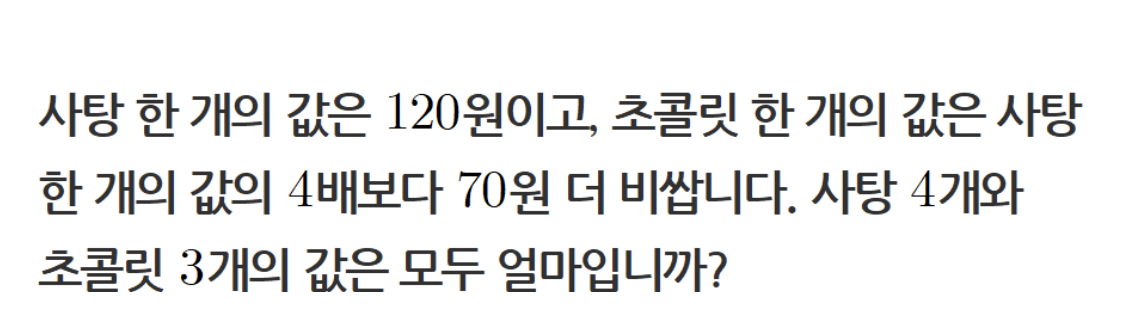 사탕 한 개의 값은 120원이고, 초콜릿 한 개의 값은 사탕
한 개의 값의 4배보다 70원 더 비쌉니다. 사탕 4개와
초콜릿 3개의 값은 모두 얼마입니까?